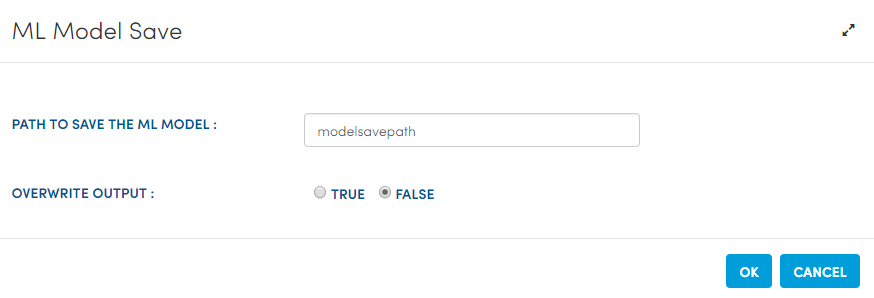 ML Model Save
PATH TO SAVE THE ML MODEL :
modelsavepath
OVERWRITE OUTPUT :
TRUE FALSE
OK CANCEL